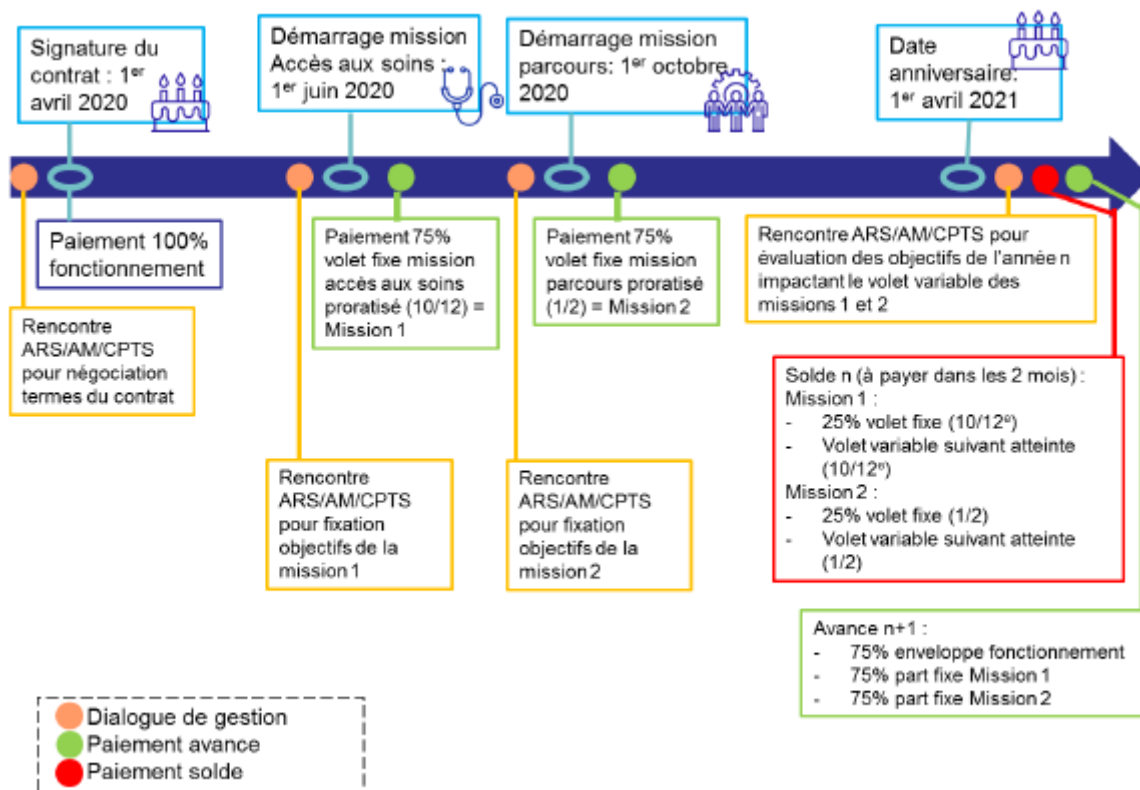 Signature du
contrat : 1er
avril 2020
Démarrage mission
Accès aux soins :
1er juin 2020
Démarrage mission
parcours: 1er octobre
2020
Date
anniversaire:
1er avril 2021
Paiement 100%
fonctionnement
Paiement 75%
volet fixe mission
accès aux soins
proratisé (10/12) =
Mission 1
Paiement 75%
volet fixe mission
parcours proratisé
(1/2) = Mission 2
Rencontre ARS/AM/CPTS pour
évaluation des objectifs de l'année n
impactant le volet variable des
missions 1 et 2
Rencontre
ARS/AM/CPTS
pour négociation
termes du contrat
Rencontre
ARS/AM/CPTS
pour fixation
objectifs de la
mission 1
Rencontre
ARS/AM/CPTS
pour fixation
objectifs de la
mission 2
Solde n (à payer dans les 2 mois) :
Mission 1 :
- 25% volet fixe (10/12e)
- Volet variable suivant atteinte
(10/12e)
Mission 2 :
- 25% volet fixe (1/2)
- Volet variable suivant atteinte
(1/2)
Avance n+1 :
- 75% enveloppe fonctionnement
- 75% part fixe Mission 1
- 75% part fixe Mission 2
Dialogue de gestion
Paiement avance
Paiement solde